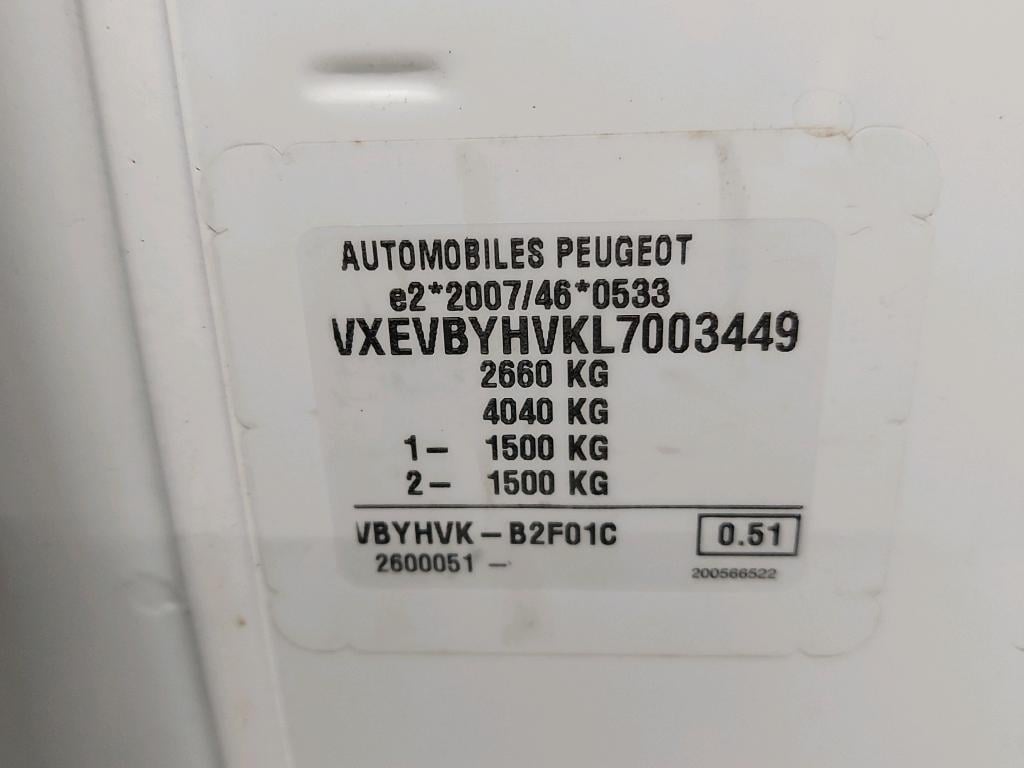 AUTOMOBILES PEUGEOT
e2*2007/46*0533
VXEVBYHVKL7003449
2660 KG
4040 KG
1- 1500 KG
2- 1500 KG
VBYHVK-B2F01C 0.51
2600051 - 200566522